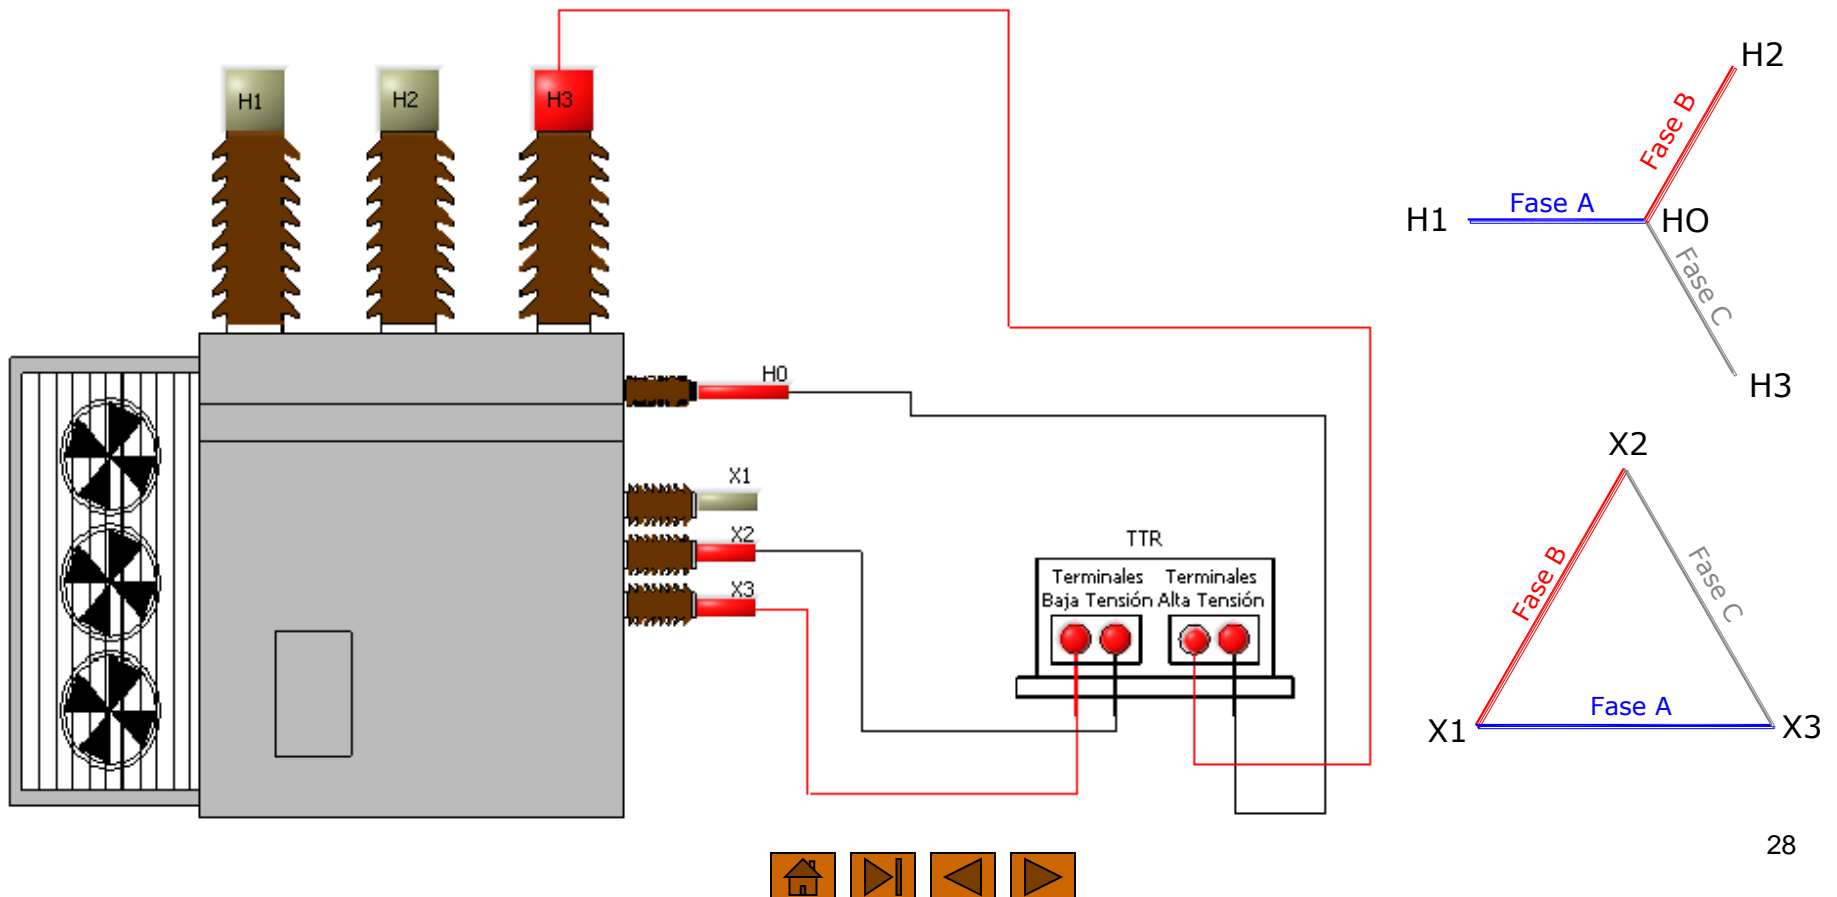 H1
H2
H3
H0
X1
X2
X3
TTR
Terminales Terminales
Baja Tensión Alta Tensión
H2
Fase B
H1
Fase A
HO
Fase C
H3
X2
Fase B
Fase C
Fase A
X1
X3
28